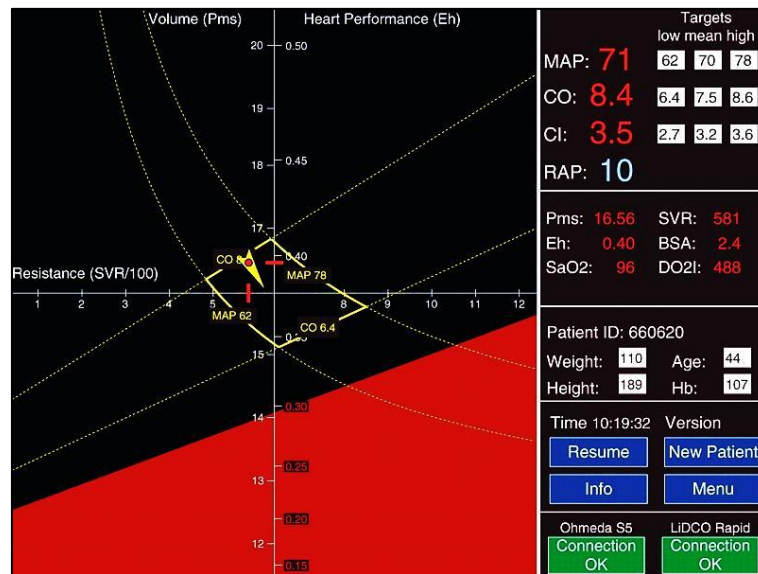 Volume (Pms) Heart Performance (Eh)
20 0.50
19
0.45
18
17
0.40
16
15
14
0.30
0.25
13
0.20
12
0.15
Resistance (SVR/100)
1 2 3 4 5 6 7 8 9 10 11 12
CO 8
MAP 78
MAP 62
CO 6.4
Targets
low mean high
MAP: 71 62 70 78
CO: 8.4 6.4 7.5 8.6
CI: 3.5 2.7 3.2 3.6
RAP: 10
Pms: 16.56 SVR: 581
Eh: 0.40 BSA: 2.4
SaO2: 96 DO2I: 488
Patient ID: 660620
Weight: 110 Age: 44
Height: 189 Hb: 107
Time 10:19:32 Version
Resume New Patient
Info Menu
Ohmeda S5 LiDCO Rapid
Connection OK Connection OK